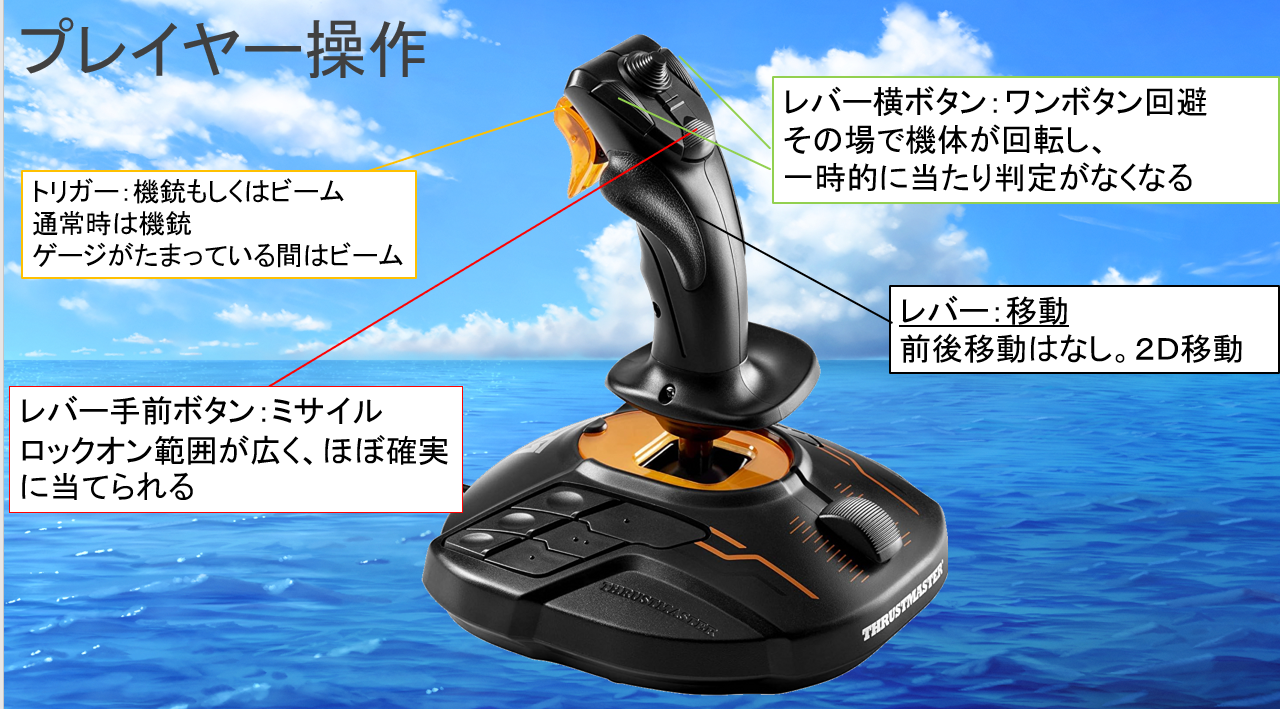 プレイヤー操作
レバー横ボタン：ワンボタン回避
その場で機体が回転し、
一時的に当たり判定がなくなる
トリガー：機銃もしくはビーム
通常時は機銃
ゲージがたまっている間はビーム
レバー：移動
前後移動はなし。２D移動
レバー手前ボタン：ミサイル
ロックオン範囲が広く、ほぼ確実
に当てられる
THRUSTMASTER
THRUSTMASTER